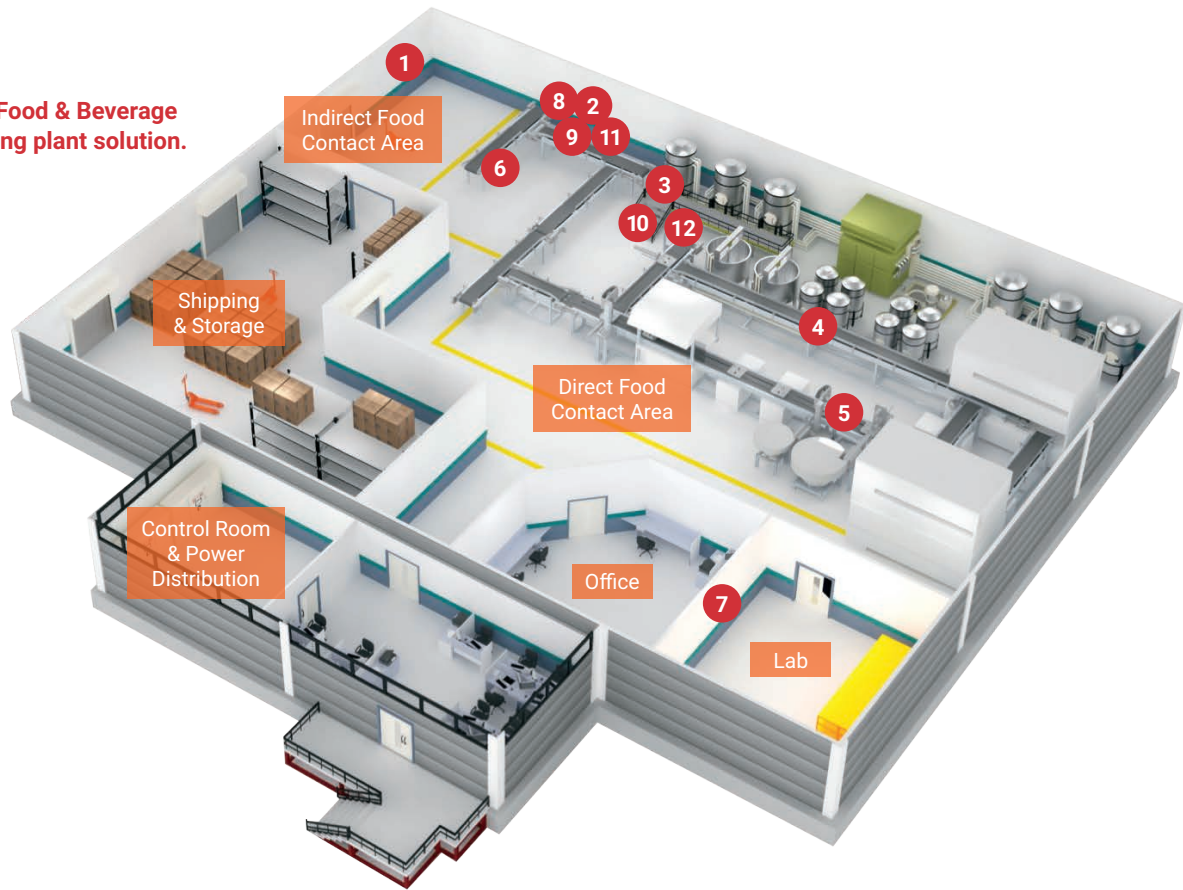 Food & Beverage
ng plant solution.
1
Indirect Food
Contact Area
8
2
9
11
6
3
10
12
Shipping
& Storage
4
Direct Food
Contact Area
5
Control Room
& Power
Distribution
Office
7
Lab